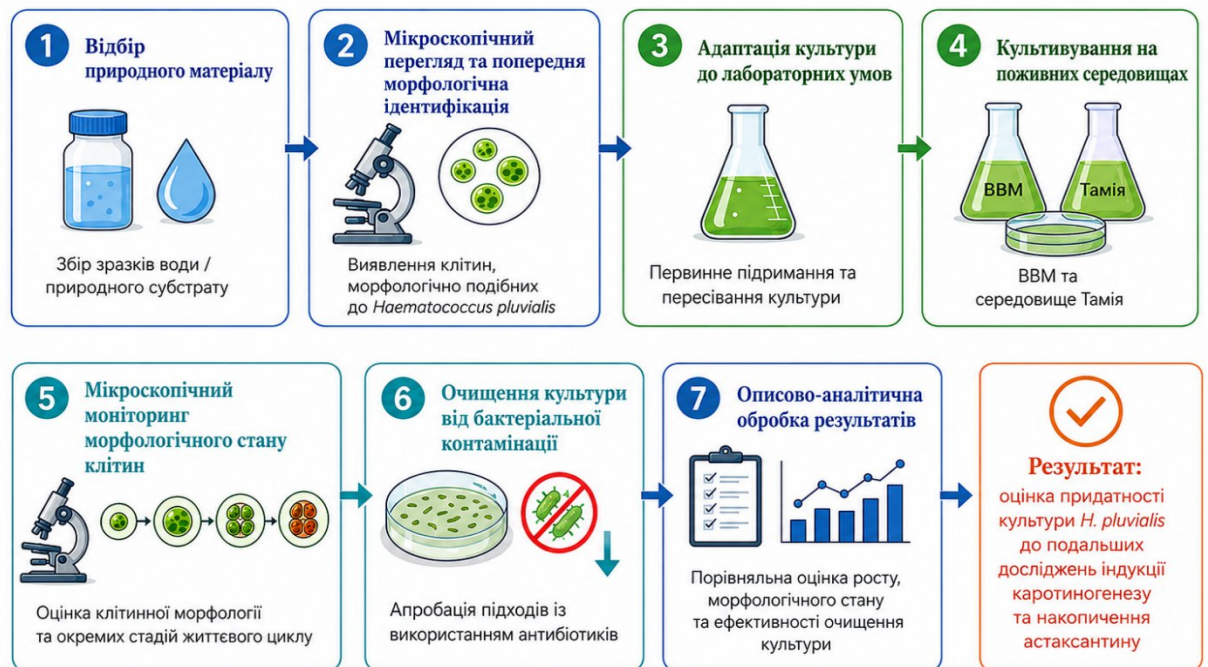 1
Відбір
природного матеріалу
Збір зразків води /
природного субстрату
2
Мікроскопічний
перегляд та попередня
морфологічна
ідентифікація
Виявлення клітин,
морфологічно подібних
до Haematococcus pluvialis
3
Адаптація культури
до лабораторних умов
Первинне підримання та
пересівання культури
4
Культивування на
поживних середовищах
BBM
Тамія
BBM та
середовище Тамія
5
Мікроскопічний
моніторинг
морфологічного стану
клітин
Оцінка клітинної морфології
та окремих стадій життєвого циклу
6
Очищення культури
від бактеріальної
контамінації
Апробація підходів із
використанням антибіотиків
7
Описово-аналітична
обробка результатів
Порівняльна оцінка росту,
морфологічного стану
та ефективності очищення
культури
Результат:
оцінка придатності
культури H. pluvialis
до подальших
досліджень індукції
каротиногенезу
та накопичення
астаксантину